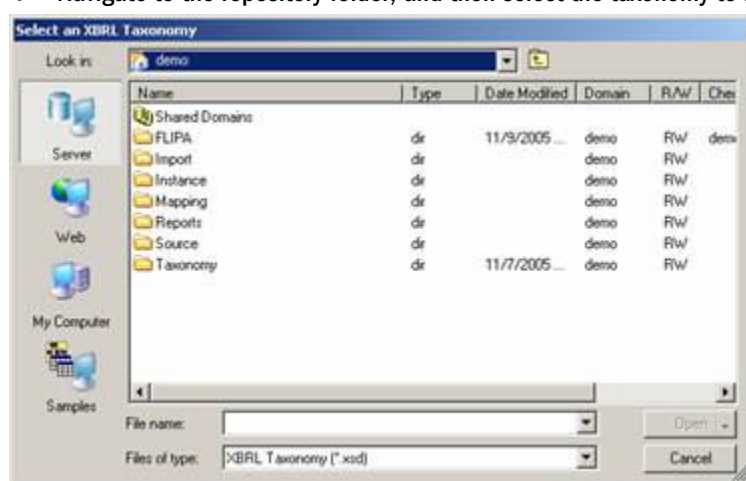 Navigate to the repository folder, and then select the taxonomy to
Select an XBRL Taxonomy
Look in: demo
Name Type Date Modified Domain R/W Che
Shared Domains
FLIPA dir 11/9/2005 ... demo RW demo
Import dir demo RW
Instance dir demo RW
Mapping dir demo RW
Reports dir demo RW
Source dir demo RW
Taxonomy dir 11/7/2005 ... demo RW
Server
Web
My Computer
Samples
File name: Open
Files of type: XBRL Taxonomy (*.xsd) Cancel